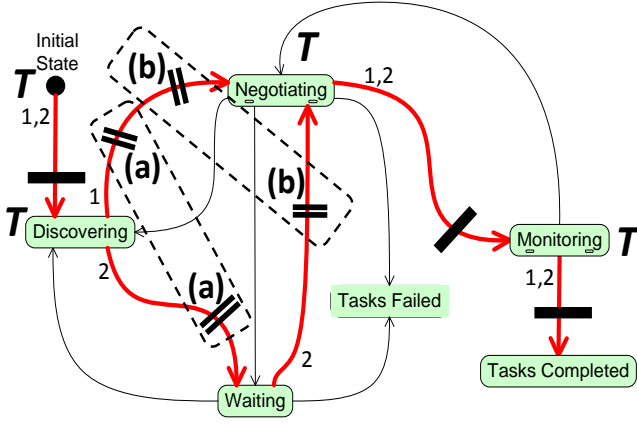 Initial
State
T
T
1,2
(b)
Negotiating
1,2
(a)
1
T
Discovering
(b)
2
(a)
Monitoring
T
1,2
Tasks Failed
2
Tasks Completed
Waiting